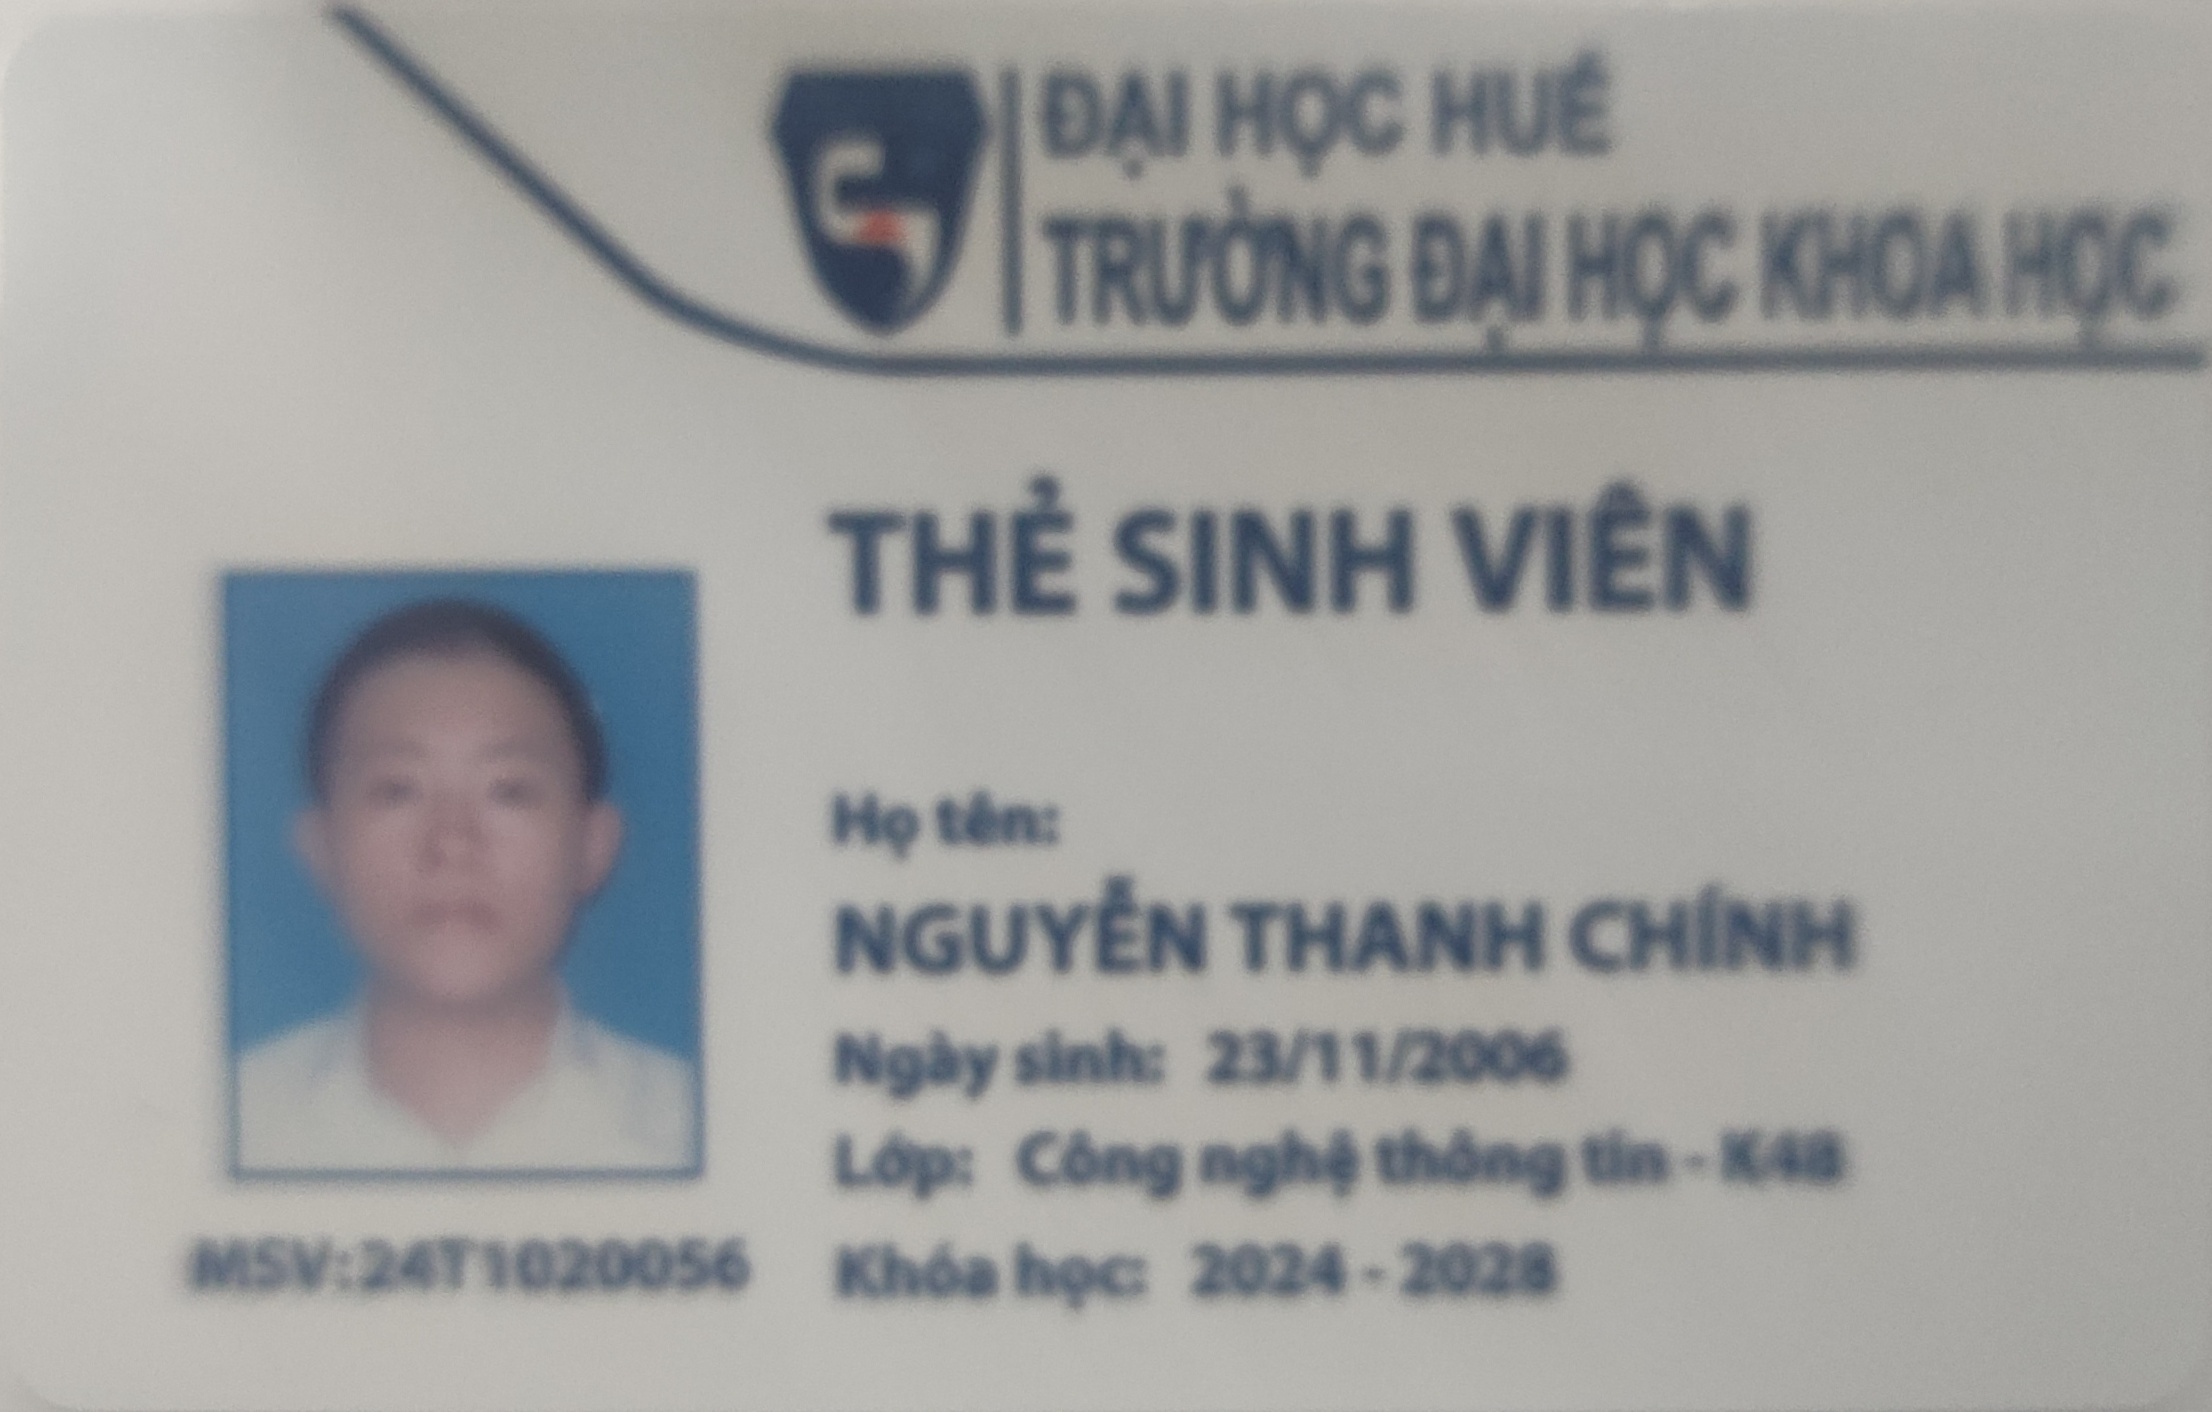 ĐẠI HỌC HUẾ
TRƯỜNG ĐẠI HỌC KHOA HỌC
THẺ SINH VIÊN
Họ tên:
NGUYỄN THANH CHÍNH
Ngày sinh: 23/11/2006
Lớp: Công nghệ thông tin - K48
MSV:24T1020056
Khóa học: 2024 - 2028